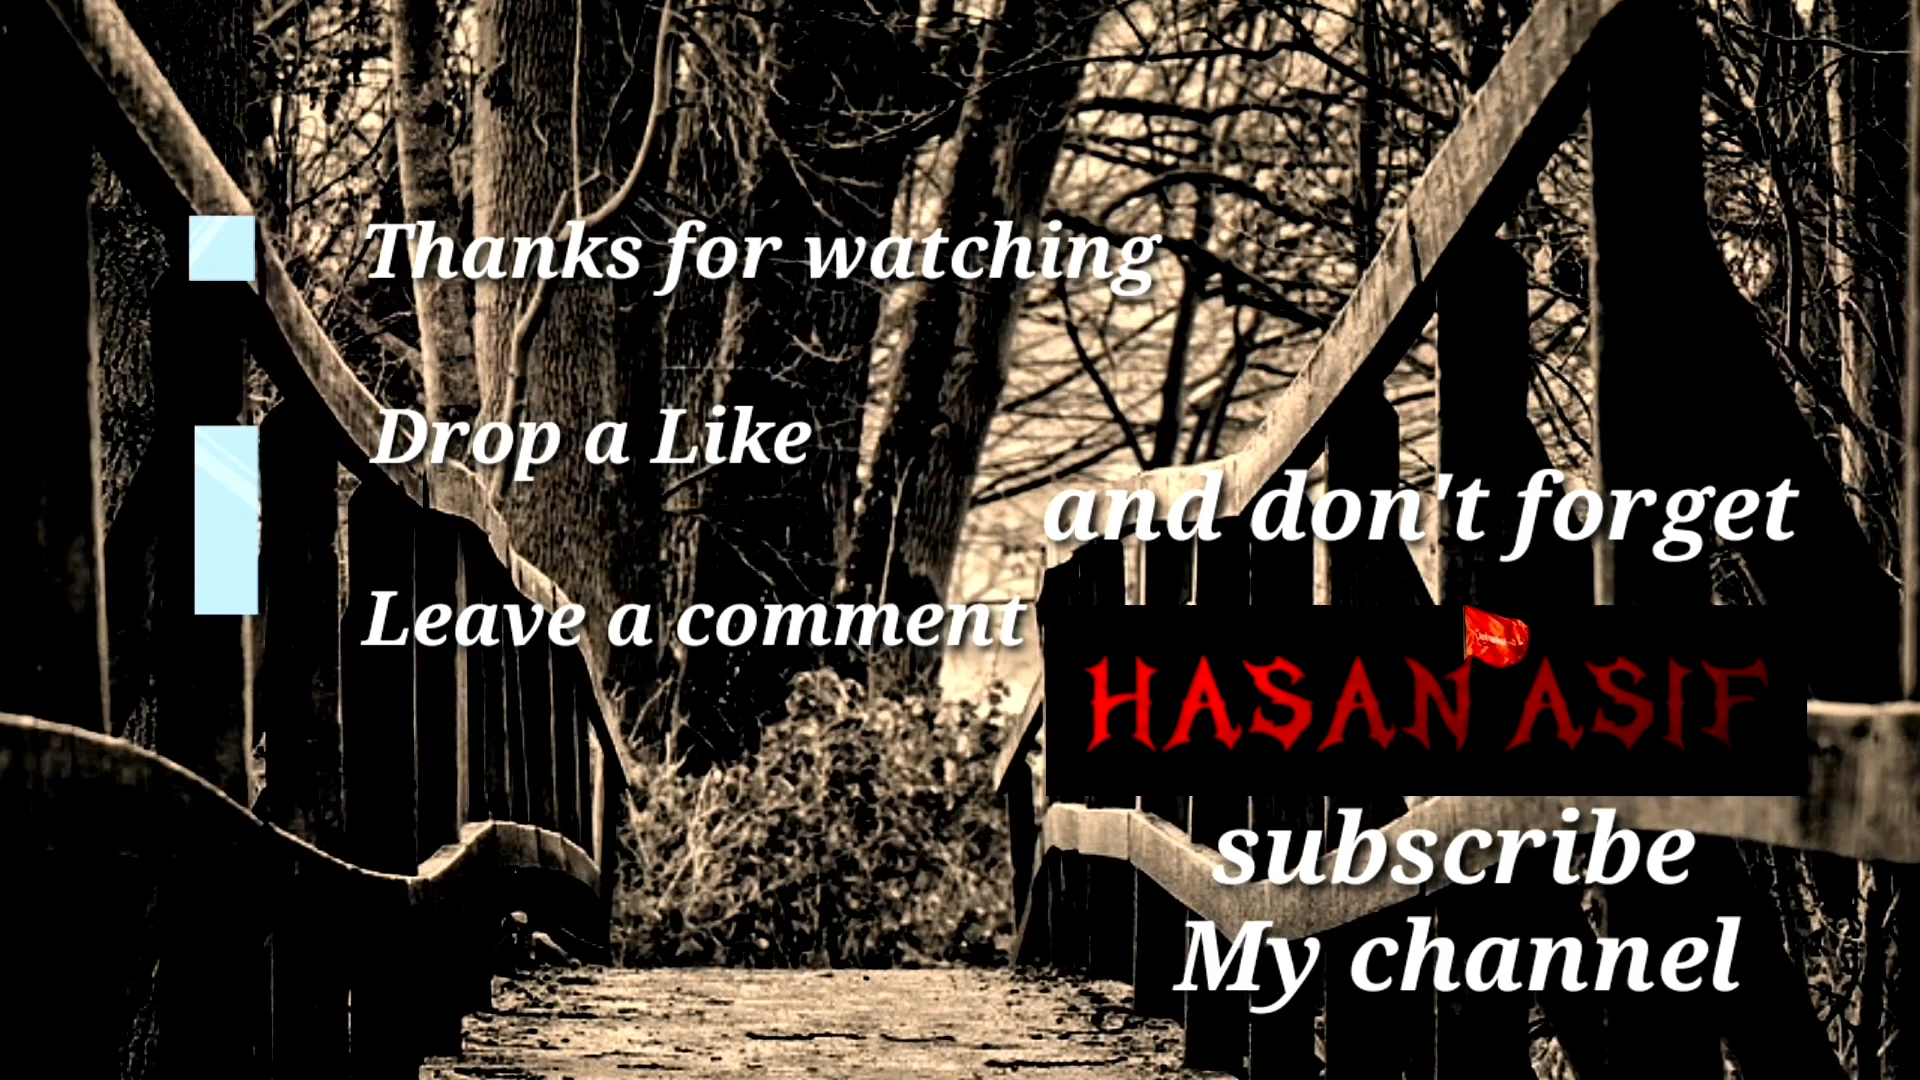 Thanks for watching
Drop a Like
Leave a comment
and don't forget
HASAN ASIF
subscribe
My channel